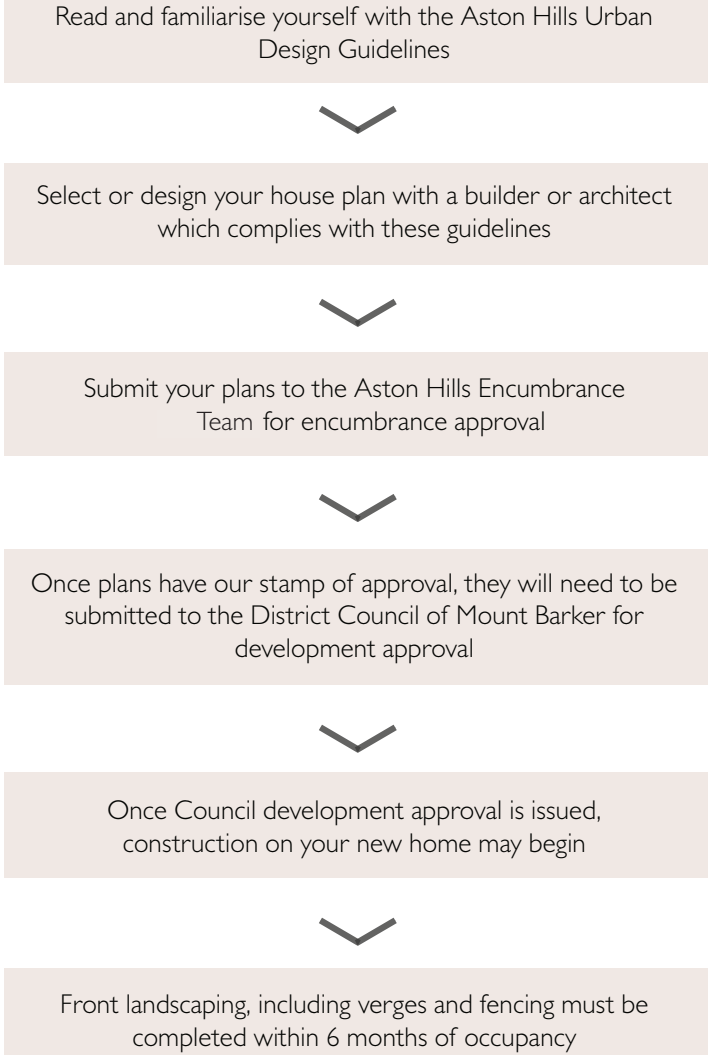 Read and familiarise yourself with the Aston Hills Urban
Design Guidelines
Select or design your house plan with a builder or architect
which complies with these guidelines
Submit your plans to the Aston Hills Encumbrance
Team for encumbrance approval
Once plans have our stamp of approval, they will need to be
submitted to the District Council of Mount Barker for
development approval
Once Council development approval is issued,
construction on your new home may begin
Front landscaping, including verges and fencing must be
completed within 6 months of occupancy